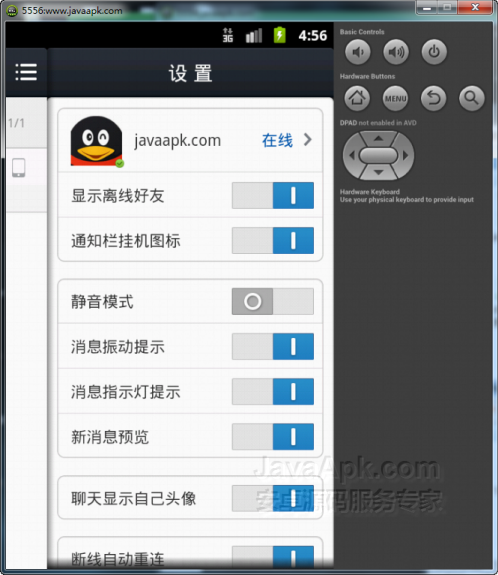 5556:www.javaapk.com
3G
4:56
设置
1/1
javaapk.com
在线
显示离线好友
通知栏挂机图标
静音模式
消息振动提示
消息指示灯提示
新消息预览
聊天显示自己头像
断线自动重连
Basic Controls
Hardware Buttons
MENU
DPAD not enabled in AVD
Hardware Keyboard
Use your physical keyboard to provide input
JavaApk.com
安卓源码服务专家